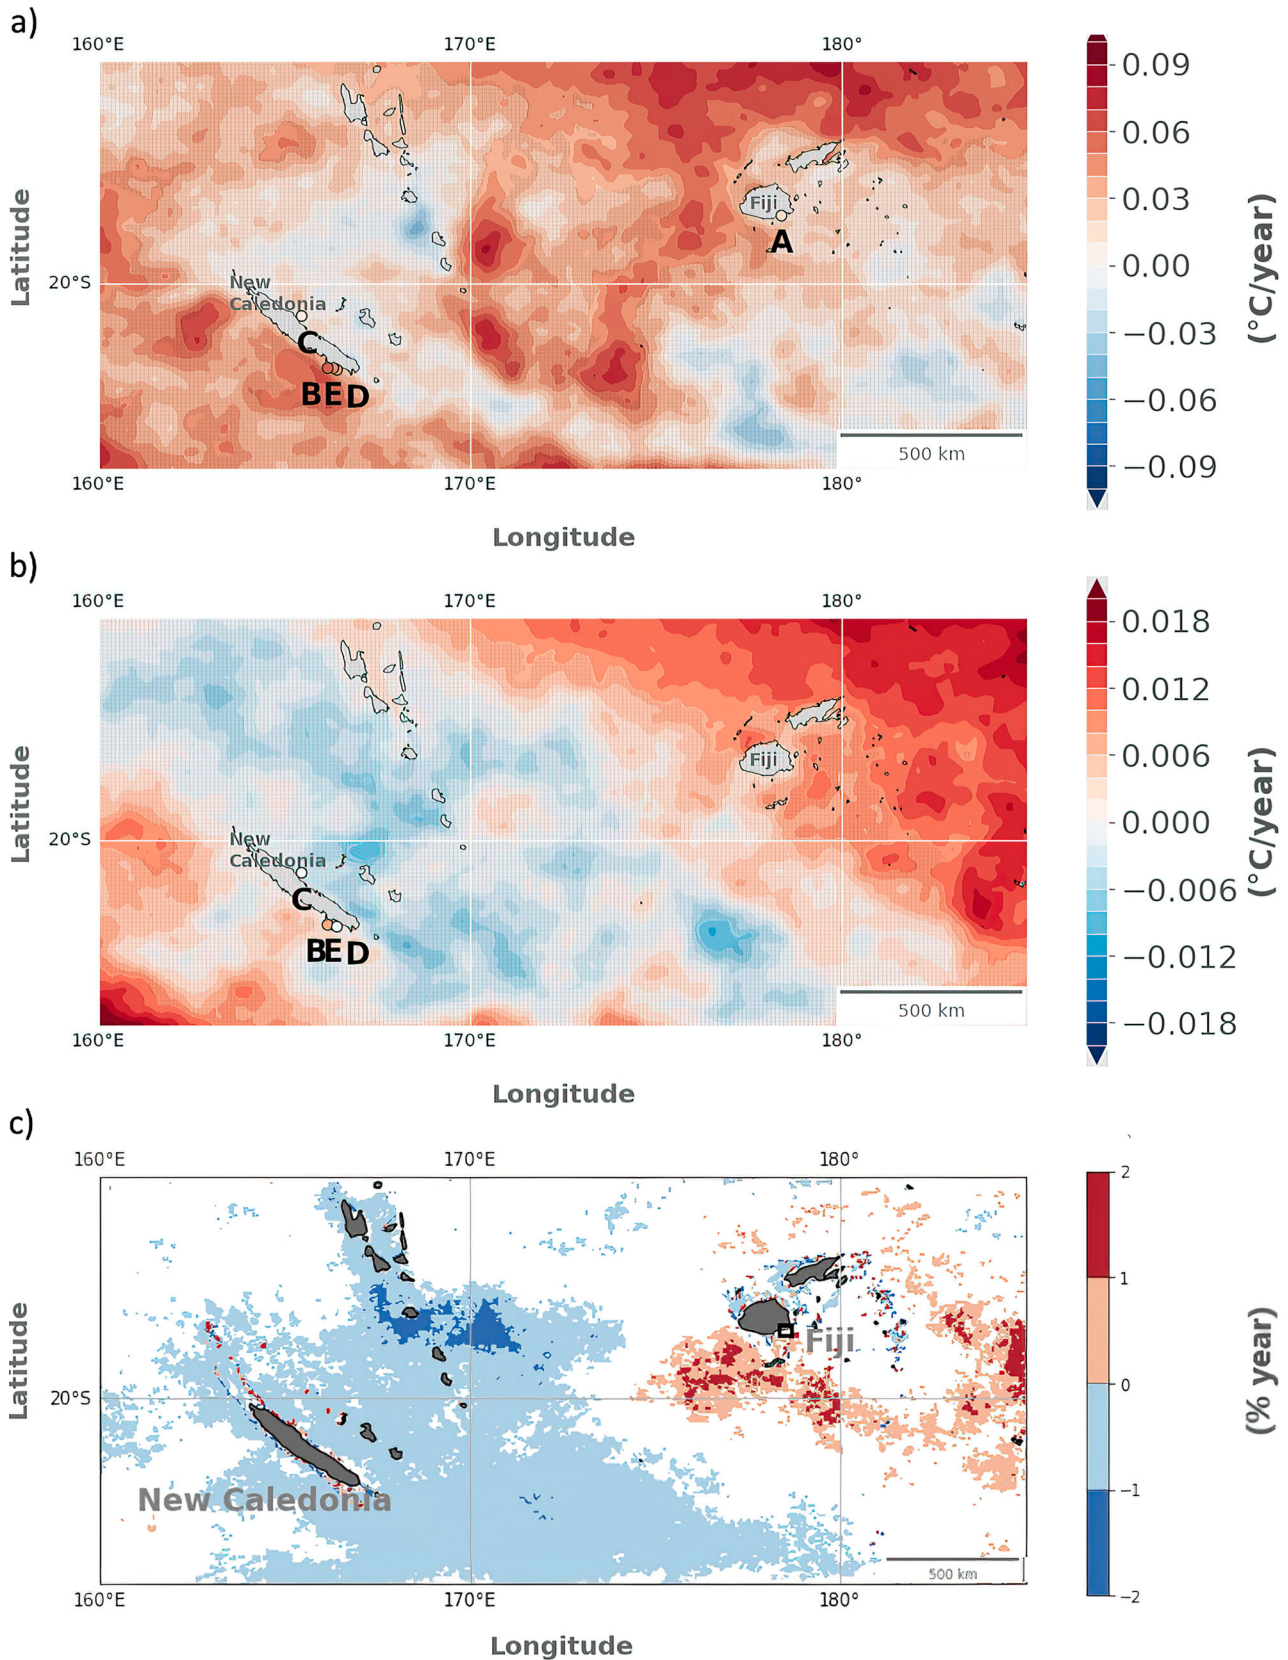 a)
160°E 170°E 180°
Latitude
20°S
New
Caledonia
Fiji
A
C
BE D
500 km
160°E 170°E 180°
Longitude
0.09
0.06
0.03
0.00
−0.03
−0.06
−0.09
(°C/year)
b)
160°E 170°E 180°
Latitude
20°S
New
Caledonia
Fiji
C
BE D
500 km
160°E 170°E 180°
Longitude
0.018
0.012
0.006
0.000
−0.006
−0.012
−0.018
(°C/year)
c)
160°E 170°E 180°
Latitude
20°S
Fiji
New Caledonia
500 km
160°E 170°E 180°
Longitude
2
1
0
−1
−2
(% year)